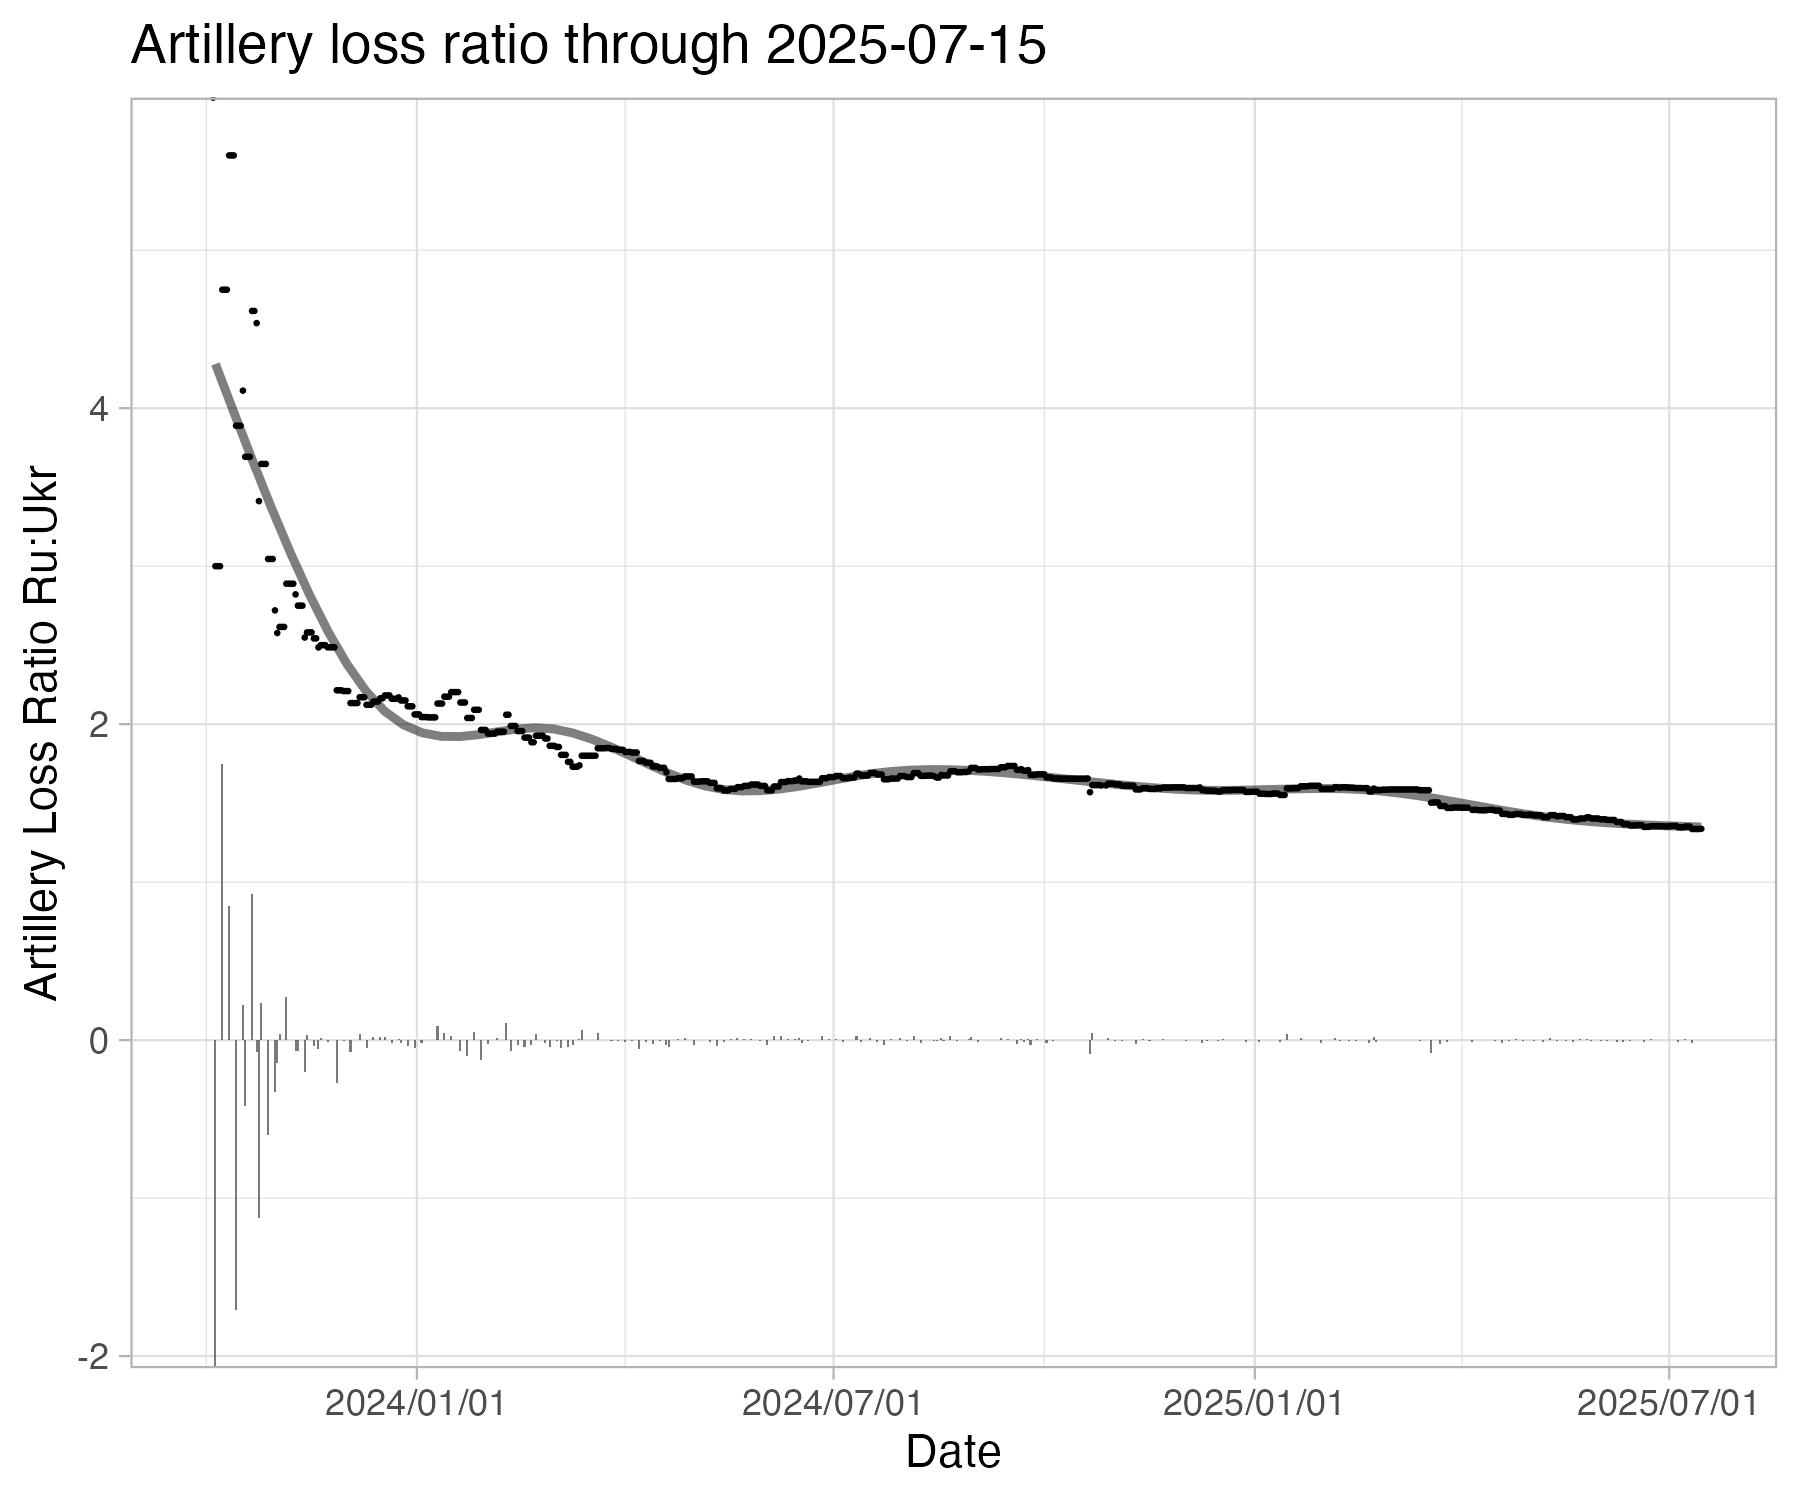 Artillery loss ratio through 2025-07-15
Artillery Loss Ratio Ru:Ukr
4
2
0
-2
2024/01/01
2024/07/01
2025/01/01
2025/07/01
Date